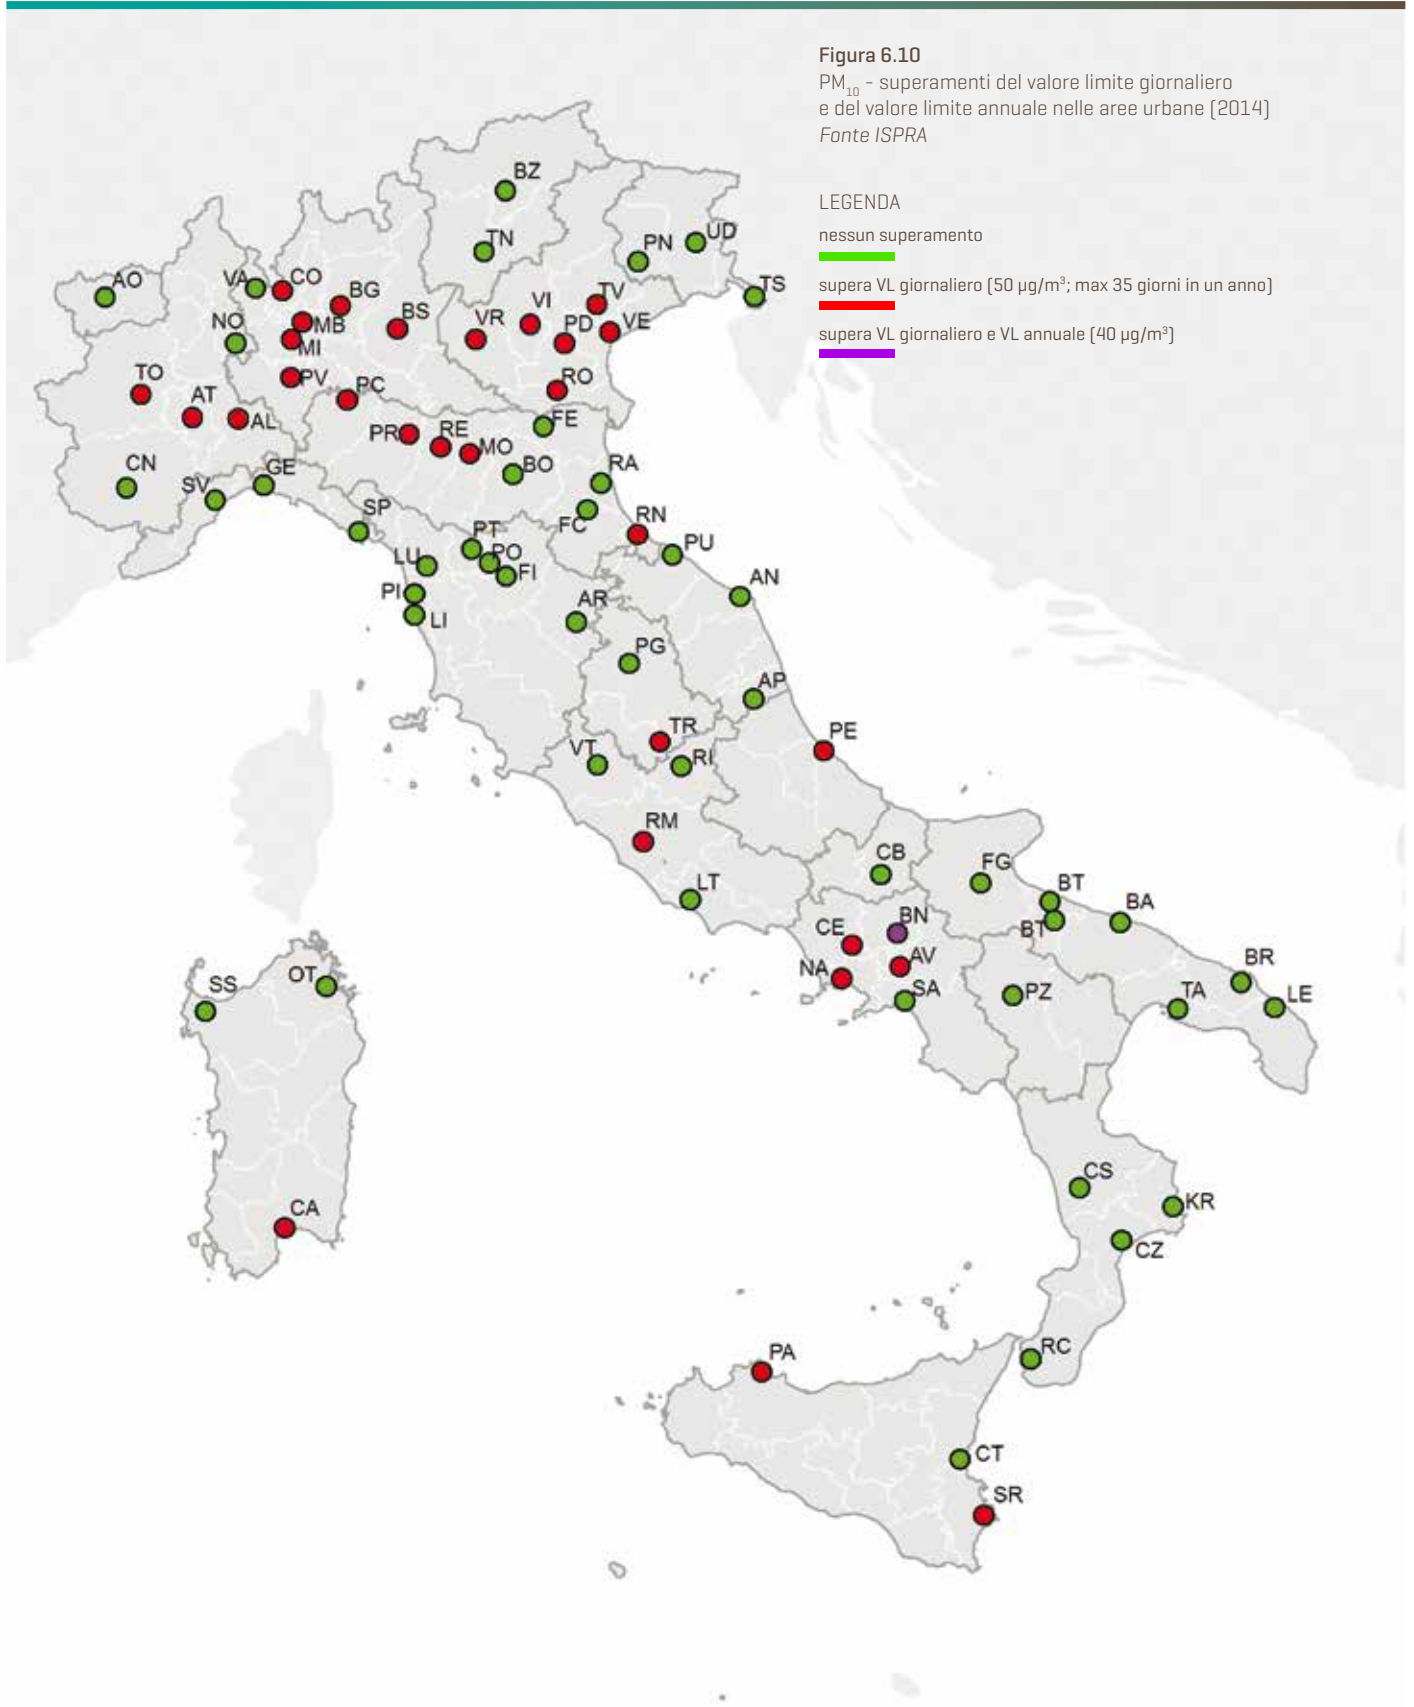 Figura 6.10
PM10 - superamenti del valore limite giornaliero
e del valore limite annuale nelle aree urbane (2014)
Fonte ISPRA
LEGENDA
nessun superamento
supera VL giornaliero (50 µg/m³; max 35 giorni in un anno)
supera VL giornaliero e VL annuale (40 µg/m³)
BZ
TN
PN
UD
TS
AO
VA
CO
BG
BS
NO
MB
MI
VR
VI
TV
PD
VE
TO
AT
AL
PV
PC
RO
FE
PR
RE
MO
BO
RA
CN
SV
GE
SP
FC
RN
PU
PT
PO
FI
LU
PI
LI
AN
AR
PG
AP
TR
PE
VT
RI
RM
LT
CB
FG
BT
BT
BA
CE
BN
NA
AV
SA
PZ
BR
TA
LE
SS
OT
CA
CS
KR
CZ
RC
PA
CT
SR